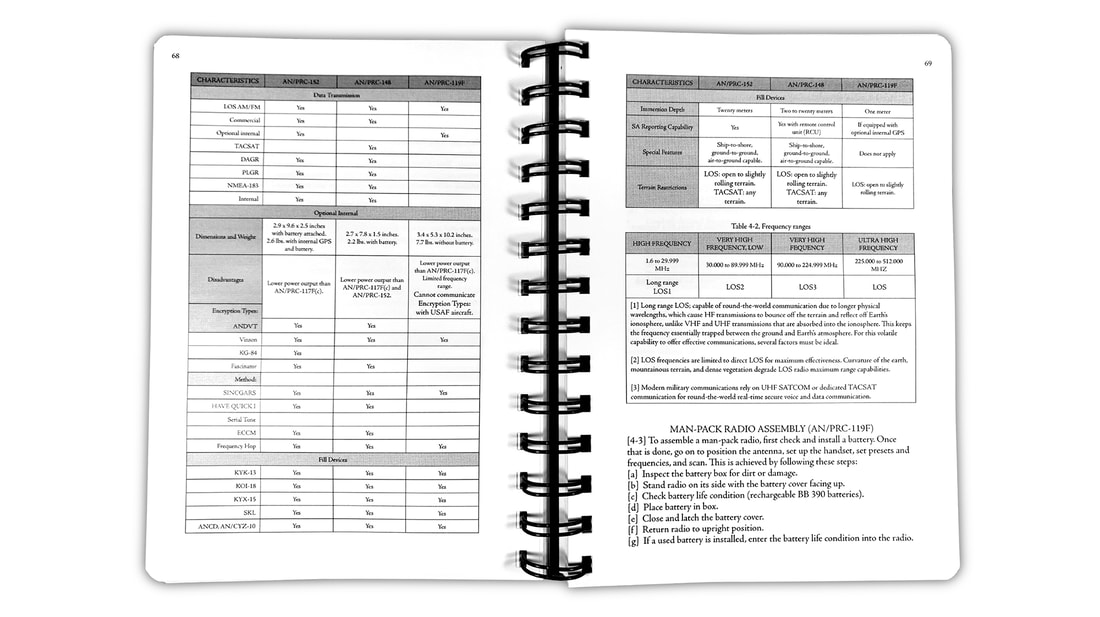 68
CHARACTERISTICS AN/PRC-152 AN/PRC-148 AN/PRC-119F
Data Transmission
LOS AM/FM Yes Yes Yes
Commercial Yes Yes
Optional internal Yes Yes
TACSAT Yes
DAGR Yes Yes
PLGR Yes Yes
NMEA-183 Yes Yes
Internal Yes Yes
Optional Internal
Dimensions and Weight
2.9 x 9.6 x 2.5 inches
with battery attached.
2.6 lbs. with internal GPS
and battery.
2.7 x 7.8 x 1.5 inches.
2.2 lbs. with battery.
3.4 x 5.3 x 10.2 inches.
7.7 lbs. without battery.
Disadvantages
Lower power output than
AN/PRC-117F(c).
Lower power output than
AN/PRC-117F(c) and
AN/PRC-152.
Lower power output
than AN/PRC-117F(c).
Limited frequency
range.
Cannot communicate
Encryption Types:
with USAF aircraft.
Encryption Types:
ANDVT Yes Yes
Vinson Yes Yes Yes
KG-84 Yes
Fascinator Yes Yes
Method:
SINCGARS Yes Yes Yes
HAVE QUICK I Yes Yes
Serial Tone
ECCM Yes Yes
Frequency Hop Yes Yes Yes
Fill Devices
KYK-13 Yes Yes Yes
KOI-18 Yes Yes Yes
KYX-15 Yes Yes Yes
SKL Yes Yes Yes
ANCD, AN/CYZ-10 Yes Yes Yes
69
CHARACTERISTICS AN/PRC-152 AN/PRC-148 AN/PRC-119F
Fill Devices
Immersion Depth Twenty meters Two to twenty meters One meter
SA Reporting Capability
Yes
Yes with remote control
unit (RCU)
If equipped with
optional internal GPS
Special Features
Ship-to-shore,
ground-to-ground,
air-to-ground capable.
Ship-to-shore,
ground-to-ground,
air-to-ground capable.
Does not apply
Terrain Restrictions
LOS: open to slightly
rolling terrain.
TACSAT: any
terrain.
LOS: open to slightly
rolling terrain.
TACSAT: any
terrain.
LOS: open to slightly rolling
terrain.
Table 4-2, Frequency ranges
HIGH FREQUENCY
VERY HIGH
FREQUENCY, LOW
VERY HIGH
FEQUENCY
ULTRA HIGH
FREQUENCY
1.6 to 29.999
MHz
30.000 to 89.999 MHz
90.000 to 224.999 MHz
225.000 to 512.000
MHZ
Long range
LOS1
LOS2
LOS3
LOS
[1] Long range LOS; capable of round-the-world communication due to longer physical
wavelengths, which cause HF transmissions to bounce off the terrain and reflect off Earth's
ionosphere, unlike VHF and UHF transmissions that are absorbed into the ionosphere. This keeps
the frequency essentially trapped between the ground and Earth's atmosphere. For this volatile
capability to offer effective communications, several factors must be ideal.
[2] LOS frequencies are limited to direct LOS for maximum effectiveness. Curvature of the earth,
mountainous terrain, and dense vegetation degrade LOS radio maximum range capabilities.
[3] Modern military communications rely on UHF SATCOM or dedicated TACSAT
communication for round-the-world real-time secure voice and data communication.
MAN-PACK RADIO ASSEMBLY (AN/PRC-119F)
[4-3] To assemble a man-pack radio, first check and install a battery. Once
that is done, go on to position the antenna, set up the handset, set presets and
frequencies, and scan. This is achieved by following these steps:
[a] Inspect the battery box for dirt or damage.
[b] Stand radio on its side with the battery cover facing up.
[c] Check battery life condition (rechargeable BB 390 batteries).
[d] Place battery in box.
[e] Close and latch the battery cover.
[f] Return radio to upright position.
[g] If a used battery is installed, enter the battery life condition into the radio.